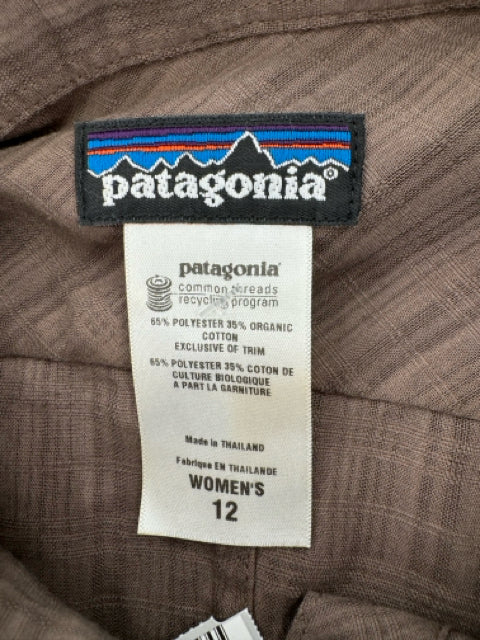 patagonia®
patagonia®
common threads
recycling program
65% POLYESTER 35% ORGANIC
COTTON
EXCLUSIVE OF TRIM
65% POLYESTER 35% COTON DE
CULTURE BIOLOGIQUE
A PART LA GARNITURE
Made in THAILAND
Fabriqué EN THAILANDE
WOMEN'S
12